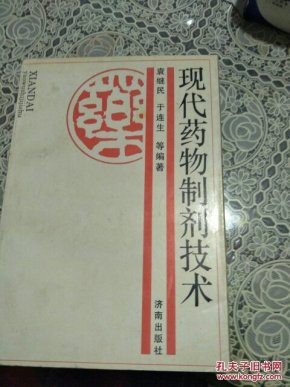 现代药物制剂技术
袁继民 于连生 等编著
济南出版社
藥
XIANDAI
孔夫子旧书网